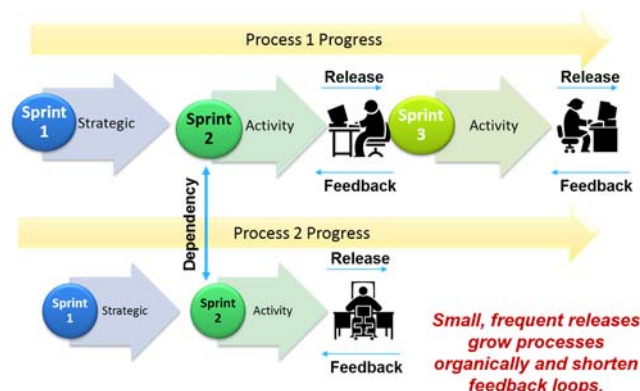 Process 1 Progress
Sprint
1
Strategic
Sprint
2
Activity
Release
Feedback
Sprint
3
Activity
Release
Feedback
Dependency
Process 2 Progress
Sprint
1
Strategic
Sprint
2
Activity
Release
Feedback
Small, frequent releases
grow processes
organically and shorten
feedback loops.